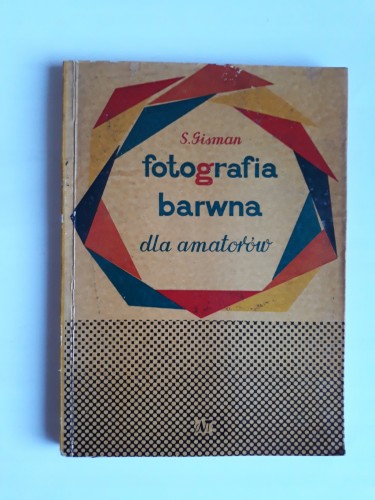 S. Gisman
fotografia
barwna
dla amatorów